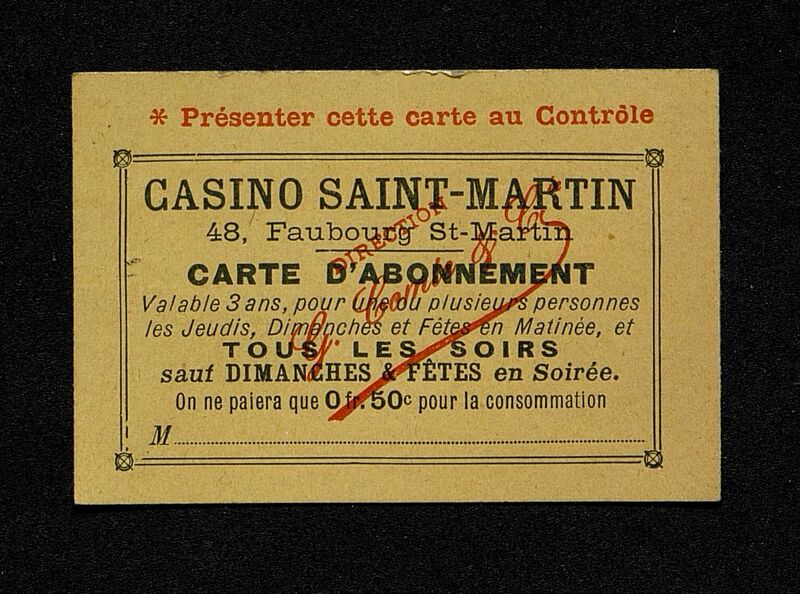 * Présenter cette carte au Contrôle
CASINO SAINT-MARTIN
48, Faubourg St-Martin
CARTE D'ABONNEMENT
Valable 3 ans, pour une ou plusieurs personnes
les Jeudis, Dimanches et Fêtes en Matinée, et
TOUS LES SOIRS
sauf DIMANCHES & FÊTES en Soirée.
On ne paiera que 0 fr. 50c pour la consommation
M
DIRECTION
G. Comte & Cie